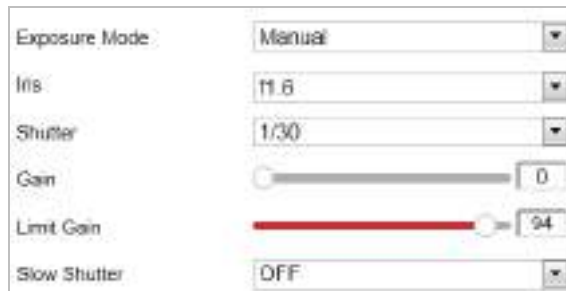 Exposure Mode Manual
Iris f1.6
Shutter 1/30
Gain 0
Limit Gain 94
Slow Shutter OFF